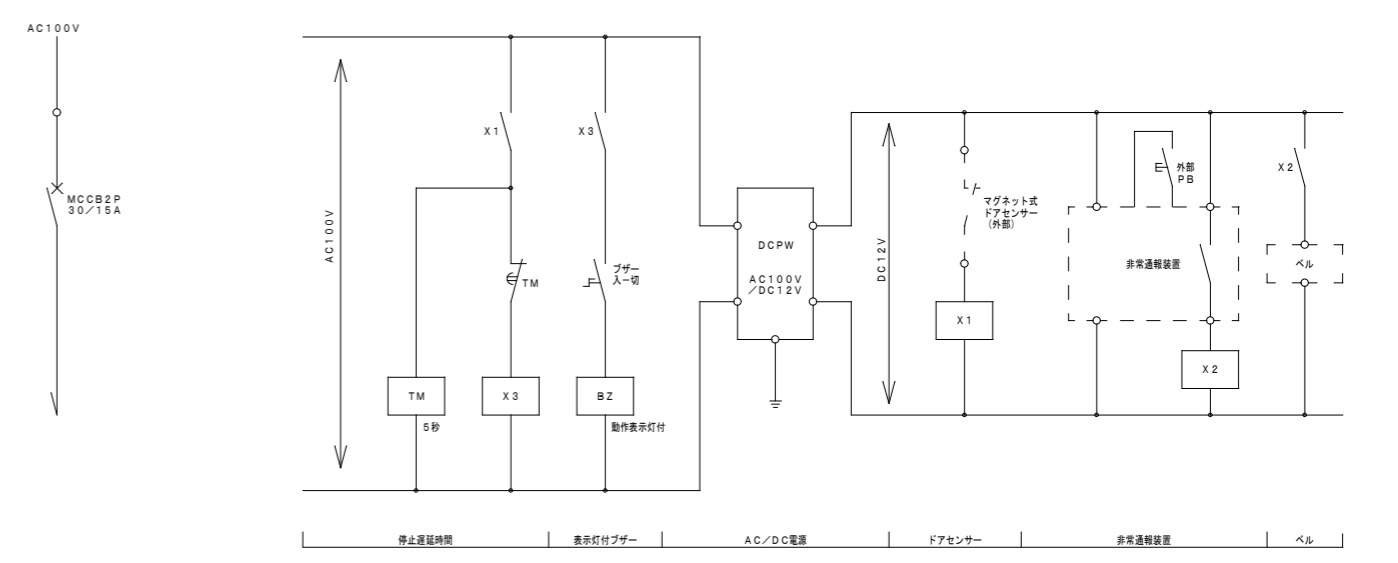 AC100V
MCCB2P
30/15A
AC100V
X1
X3
TM
ブザー
入ー切
TM
5秒
X3
BZ
動作表示灯付
DCPW
AC100V
/DC12V
DC12V
マグネット式
ドアセンサー
(外部)
X1
外部
PB
非常通報装置
X2
X2
ベル
停止遅延時間
表示灯付ブザー
AC/DC電源
ドアセンサー
非常通報装置
ベル